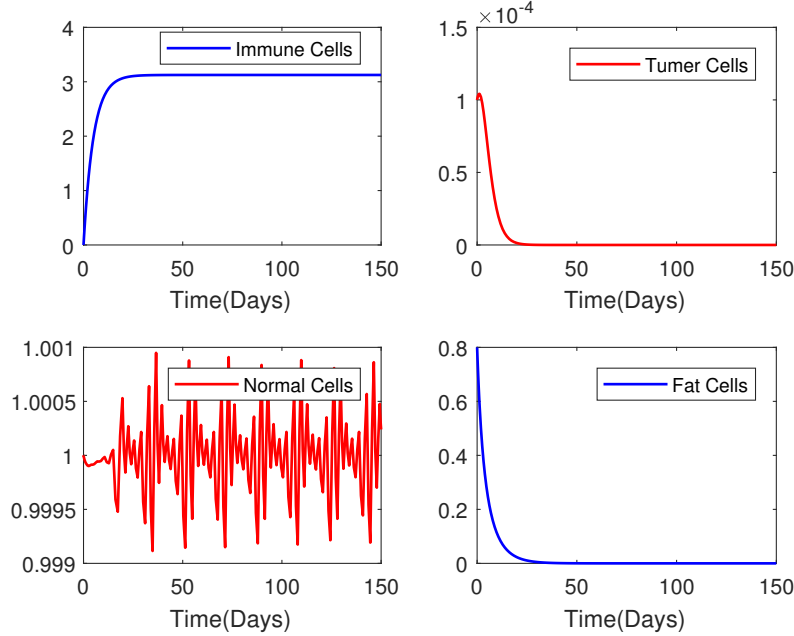 4
3
2
1
0
Immune Cells
0 50 100 150
Time(Days)
× 10⁻⁴
1.5
1
0.5
0
Tumer Cells
0 50 100 150
Time(Days)
1.001
1.0005
1
0.9995
0.999
Normal Cells
0 50 100 150
Time(Days)
0.8
0.6
0.4
0.2
0
Fat Cells
0 50 100 150
Time(Days)